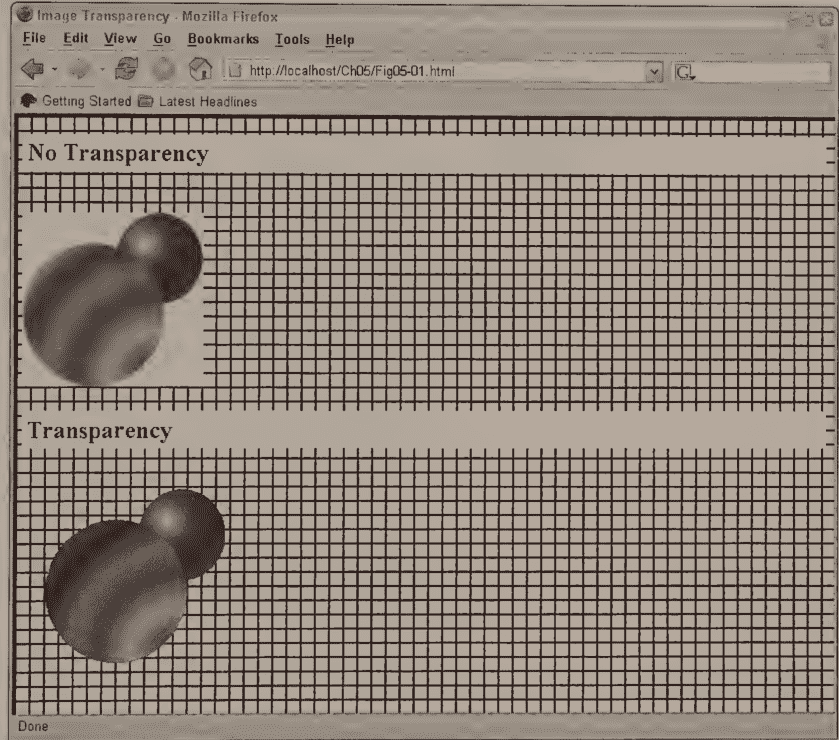 Image Transparency - Mozilla Firefox
File Edit View Go Bookmarks Tools Help
http://localhost/Ch05/Fig05-01.html G
Getting Started Latest Headlines
No Transparency
Transparency
Done